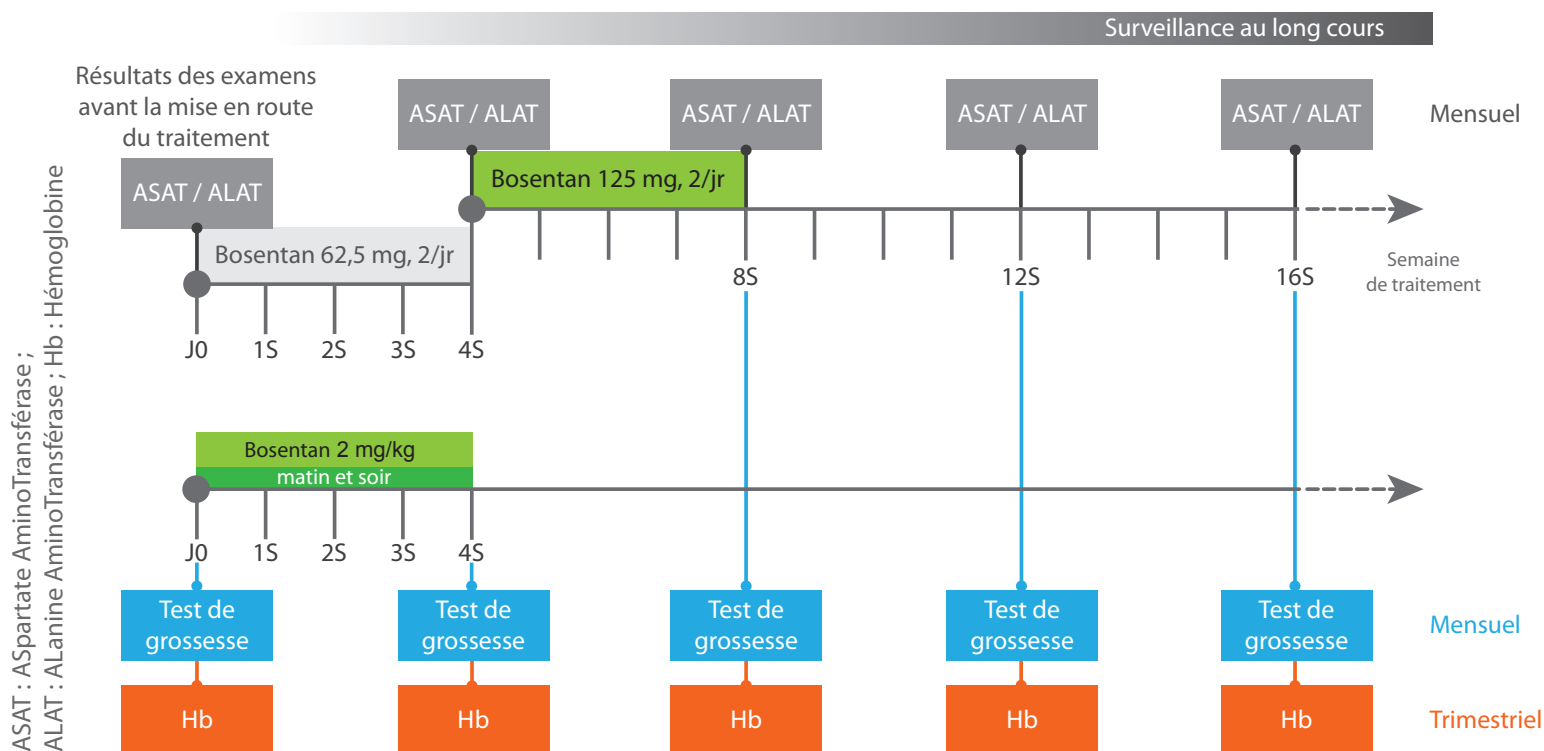 Surveillance au long cours
Résultats des examens
avant la mise en route
du traitement
ASAT / ALAT
ASAT / ALAT
ASAT / ALAT
ASAT / ALAT
Mensuel
ASAT / ALAT
Bosentan 125 mg, 2/jr
Bosentan 62,5 mg, 2/jr
8S
12S
16S
Semaine
de traitement
J0
1S
2S
3S
4S
Bosentan 2 mg/kg
matin et soir
J0
1S
2S
3S
4S
Test de
grossesse
Test de
grossesse
Test de
grossesse
Test de
grossesse
Test de
grossesse
Mensuel
Hb
Hb
Hb
Hb
Hb
Trimestriel
ASAT : ASpartate AminoTransférase ;
ALAT : ALanine AminoTransférase ; Hb : Hémoglobine